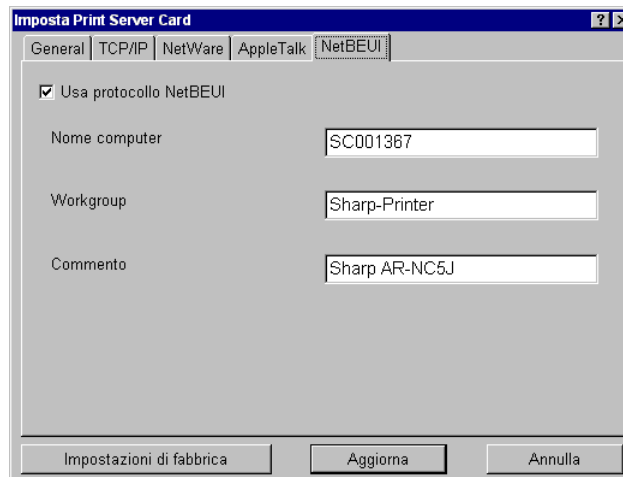 Imposta Print Server Card
General TCP/IP NetWare AppleTalk NetBEUI
Usa protocollo NetBEUI
Nome computer SC001367
Workgroup Sharp-Printer
Commento Sharp AR-NC5J
Impostazioni di fabbrica Aggiorna Annulla